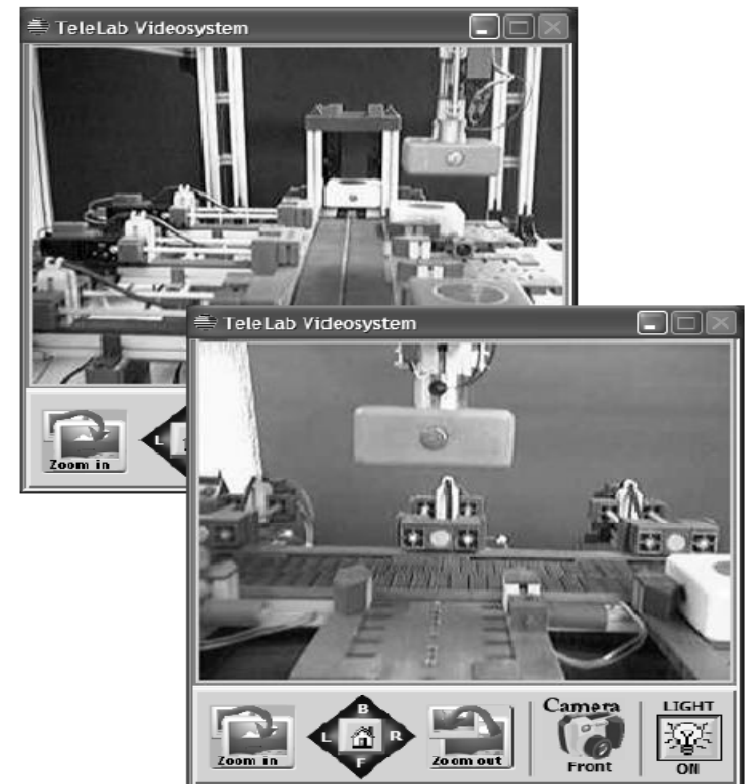 TeleLab Videosystem
Zoom in
L
TeleLab Videosystem
Zoom in
B
L R
F
Zoom out
Camera
Front
LIGHT
ON